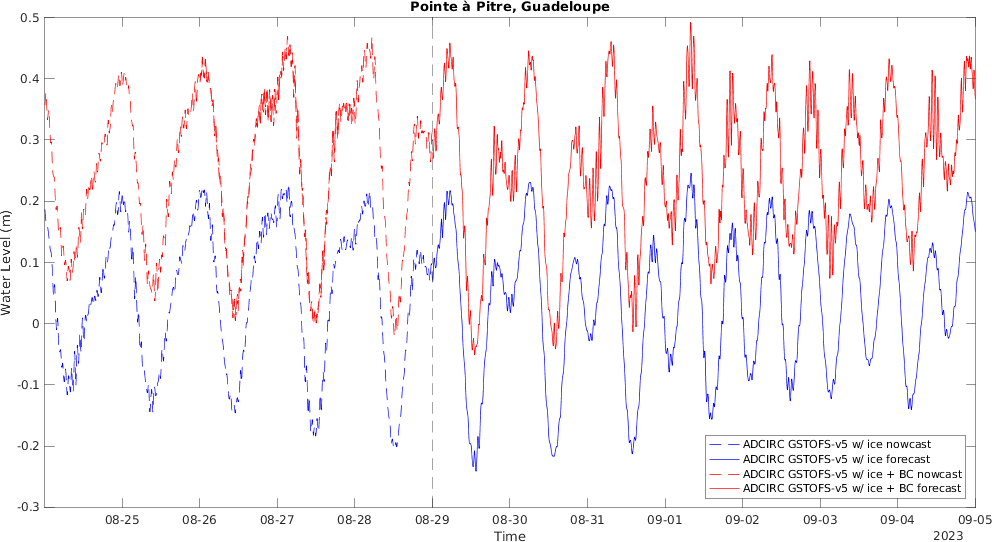 Pointe à Pitre, Guadeloupe
0.5
0.4
0.3
0.2
0.1
0
-0.1
-0.2
-0.3
Water Level (m)
ADCIRC GSTOFS-v5 w/ ice nowcast
ADCIRC GSTOFS-v5 w/ ice forecast
ADCIRC GSTOFS-v5 w/ ice + BC nowcast
ADCIRC GSTOFS-v5 w/ ice + BC forecast
08-25 08-26 08-27 08-28 08-29 08-30 08-31 09-01 09-02 09-03 09-04 09-05
Time
2023